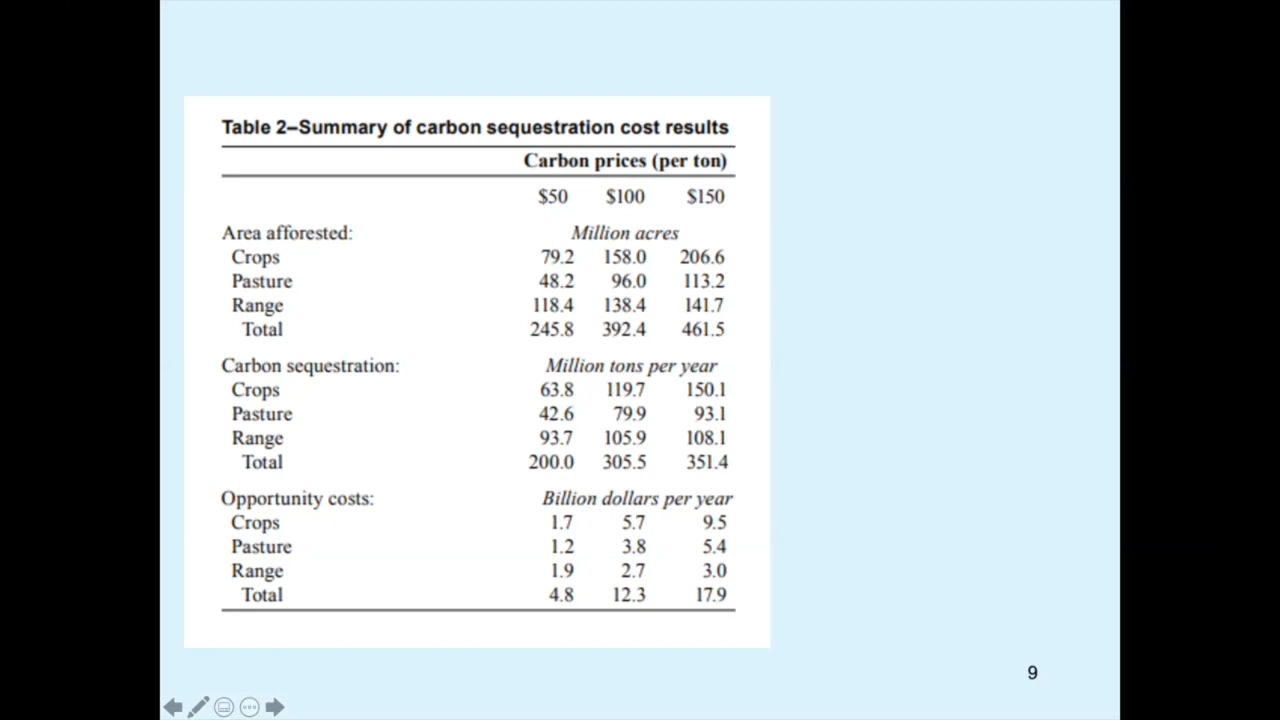 Table 2–Summary of carbon sequestration cost results
Carbon prices (per ton)
$50 $100 $150
Area afforested: Million acres
Crops 79.2 158.0 206.6
Pasture 48.2 96.0 113.2
Range 118.4 138.4 141.7
Total 245.8 392.4 461.5
Carbon sequestration: Million tons per year
Crops 63.8 119.7 150.1
Pasture 42.6 79.9 93.1
Range 93.7 105.9 108.1
Total 200.0 305.5 351.4
Opportunity costs: Billion dollars per year
Crops 1.7 5.7 9.5
Pasture 1.2 3.8 5.4
Range 1.9 2.7 3.0
Total 4.8 12.3 17.9
9